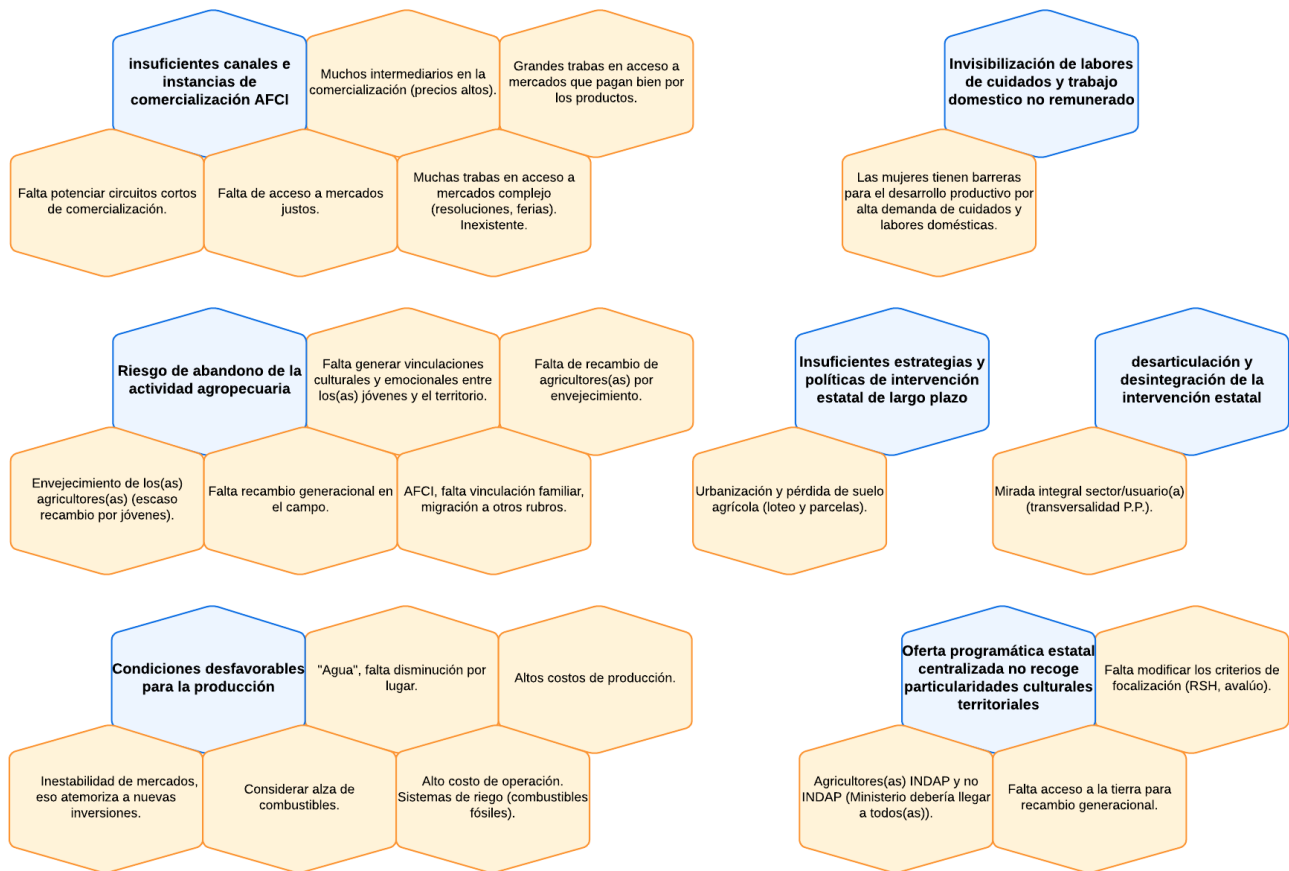 insuficientes canales e
instancias de
comercialización AFCI
Muchos intermediarios en la
comercialización (precios altos).
Grandes trabas en acceso a
mercados que pagan bien por
los productos.
Falta potenciar circuitos cortos
de comercialización.
Falta de acceso a mercados
justos.
Muchas trabas en acceso a
mercados complejo
(resoluciones, ferias).
Inexistente.
Invisibilización de labores
de cuidados y trabajo
domestico no remunerado
Las mujeres tienen barreras
para el desarrollo productivo por
alta demanda de cuidados y
labores domésticas.
Riesgo de abandono de la
actividad agropecuaria
Falta generar vinculaciones
culturales y emocionales entre
los(as) jóvenes y el territorio.
Falta de recambio de
agricultores(as) por
envejecimiento.
Envejecimiento de los(as)
agricultores(as) (escaso
recambio por jóvenes).
Falta recambio generacional en
el campo.
AFCI, falta vinculación familiar,
migración a otros rubros.
Insuficientes estrategias y
políticas de intervención
estatal de largo plazo
Urbanización y pérdida de suelo
agrícola (loteo y parcelas).
desarticulación y
desintegración de la
intervención estatal
Mirada integral sector/usuario(a)
(transversalidad P.P.).
Condiciones desfavorables
para la producción
"Agua", falta disminución por
lugar.
Altos costos de producción.
Inestabilidad de mercados,
eso atemoriza a nuevas
inversiones.
Considerar alza de
combustibles.
Alto costo de operación.
Sistemas de riego (combustibles
fósiles).
Oferta programática estatal
centralizada no recoge
particularidades culturales
territoriales
Falta modificar los criterios de
focalización (RSH, avalúo).
Agricultores(as) INDAP y no
INDAP (Ministerio debería llegar
a todos(as)).
Falta acceso a la tierra para
recambio generacional.